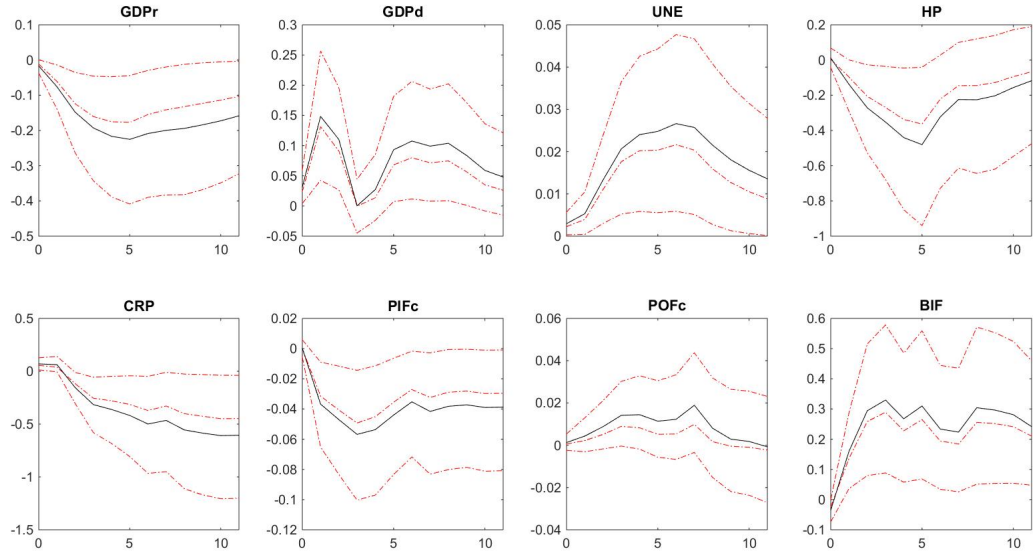 GDPr GDPd UNE HP
0.1 0.3 0.05 0.2
0 0.25 0.04 0
-0.1 0.2 0.03 -0.2
-0.2 0.15 0.02 -0.4
-0.3 0.1 0.01 -0.6
-0.4 0.05 0 -0.8
-0.5 0 -1
-0.05
0 5 10 0 5 10 0 5 10 0 5 10
CRP PIFc POFc BIF
0.5 0.02 0.06 0.6
0 0 0.04 0.5
-0.5 -0.02 0.02 0.4
-1 -0.04 0 0.3
-1.5 -0.06 -0.02 0.2
-0.08 -0.04 0.1
-0.1 0
-0.12 -0.1
0 5 10 0 5 10 0 5 10 0 5 10